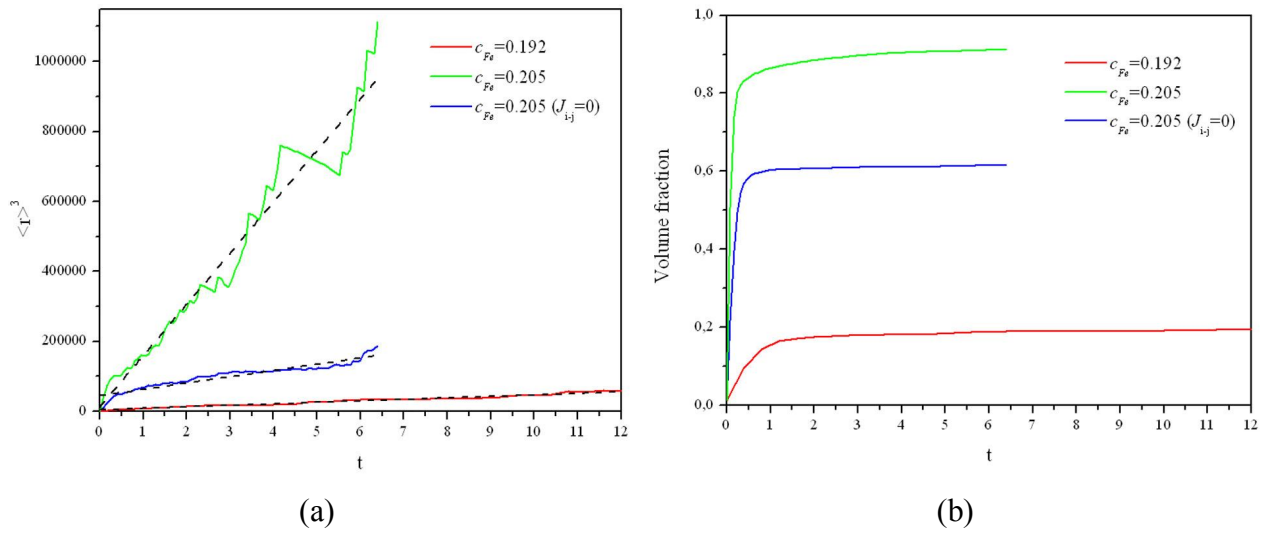 c_Fe=0.192
c_Fe=0.205
c_Fe=0.205 (J_i-j=0)
1000000
800000
600000
400000
200000
0
<r>^3
0 1 2 3 4 5 6 7 8 9 10 11 12
t
(a)
c_Fe=0.192
c_Fe=0.205
c_Fe=0.205 (J_i-j=0)
1,0
0,8
0,6
0,4
0,2
0,0
Volume fraction
0 1 2 3 4 5 6 7 8 9 10 11 12
t
(b)